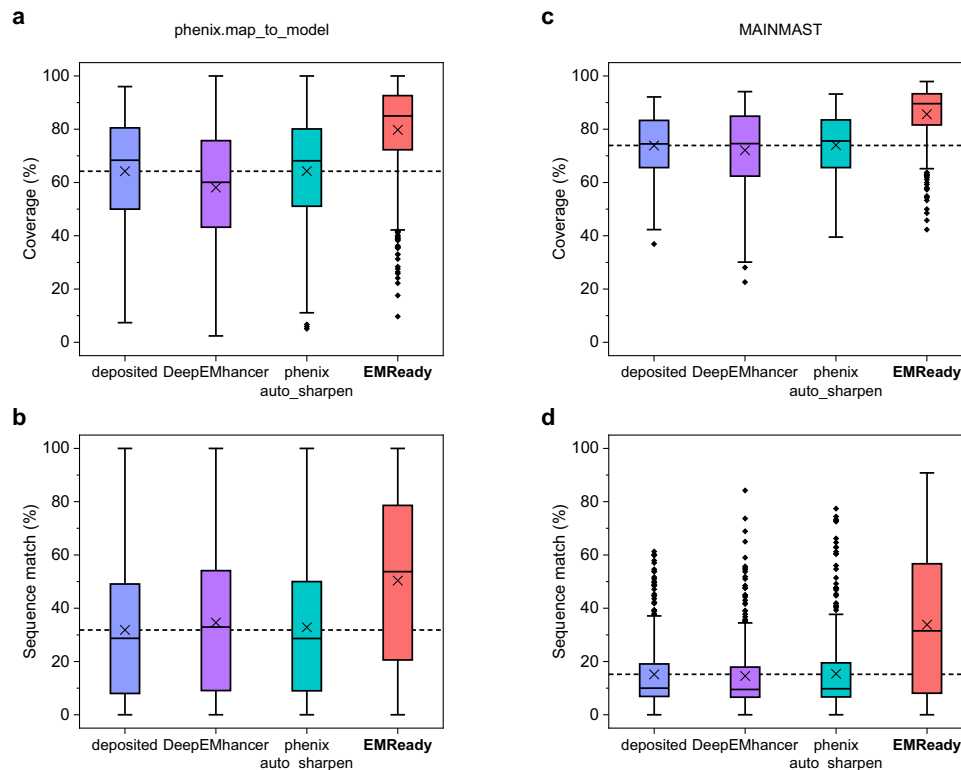 a
phenix.map_to_model
Coverage (%)
100
80
60
40
20
0
deposited DeepEMhancer phenix EMReady
auto_sharpen
c
MAINMAST
Coverage (%)
100
80
60
40
20
0
deposited DeepEMhancer phenix EMReady
auto_sharpen
b
Sequence match (%)
100
80
60
40
20
0
deposited DeepEMhancer phenix EMReady
auto_sharpen
d
Sequence match (%)
100
80
60
40
20
0
deposited DeepEMhancer phenix EMReady
auto_sharpen